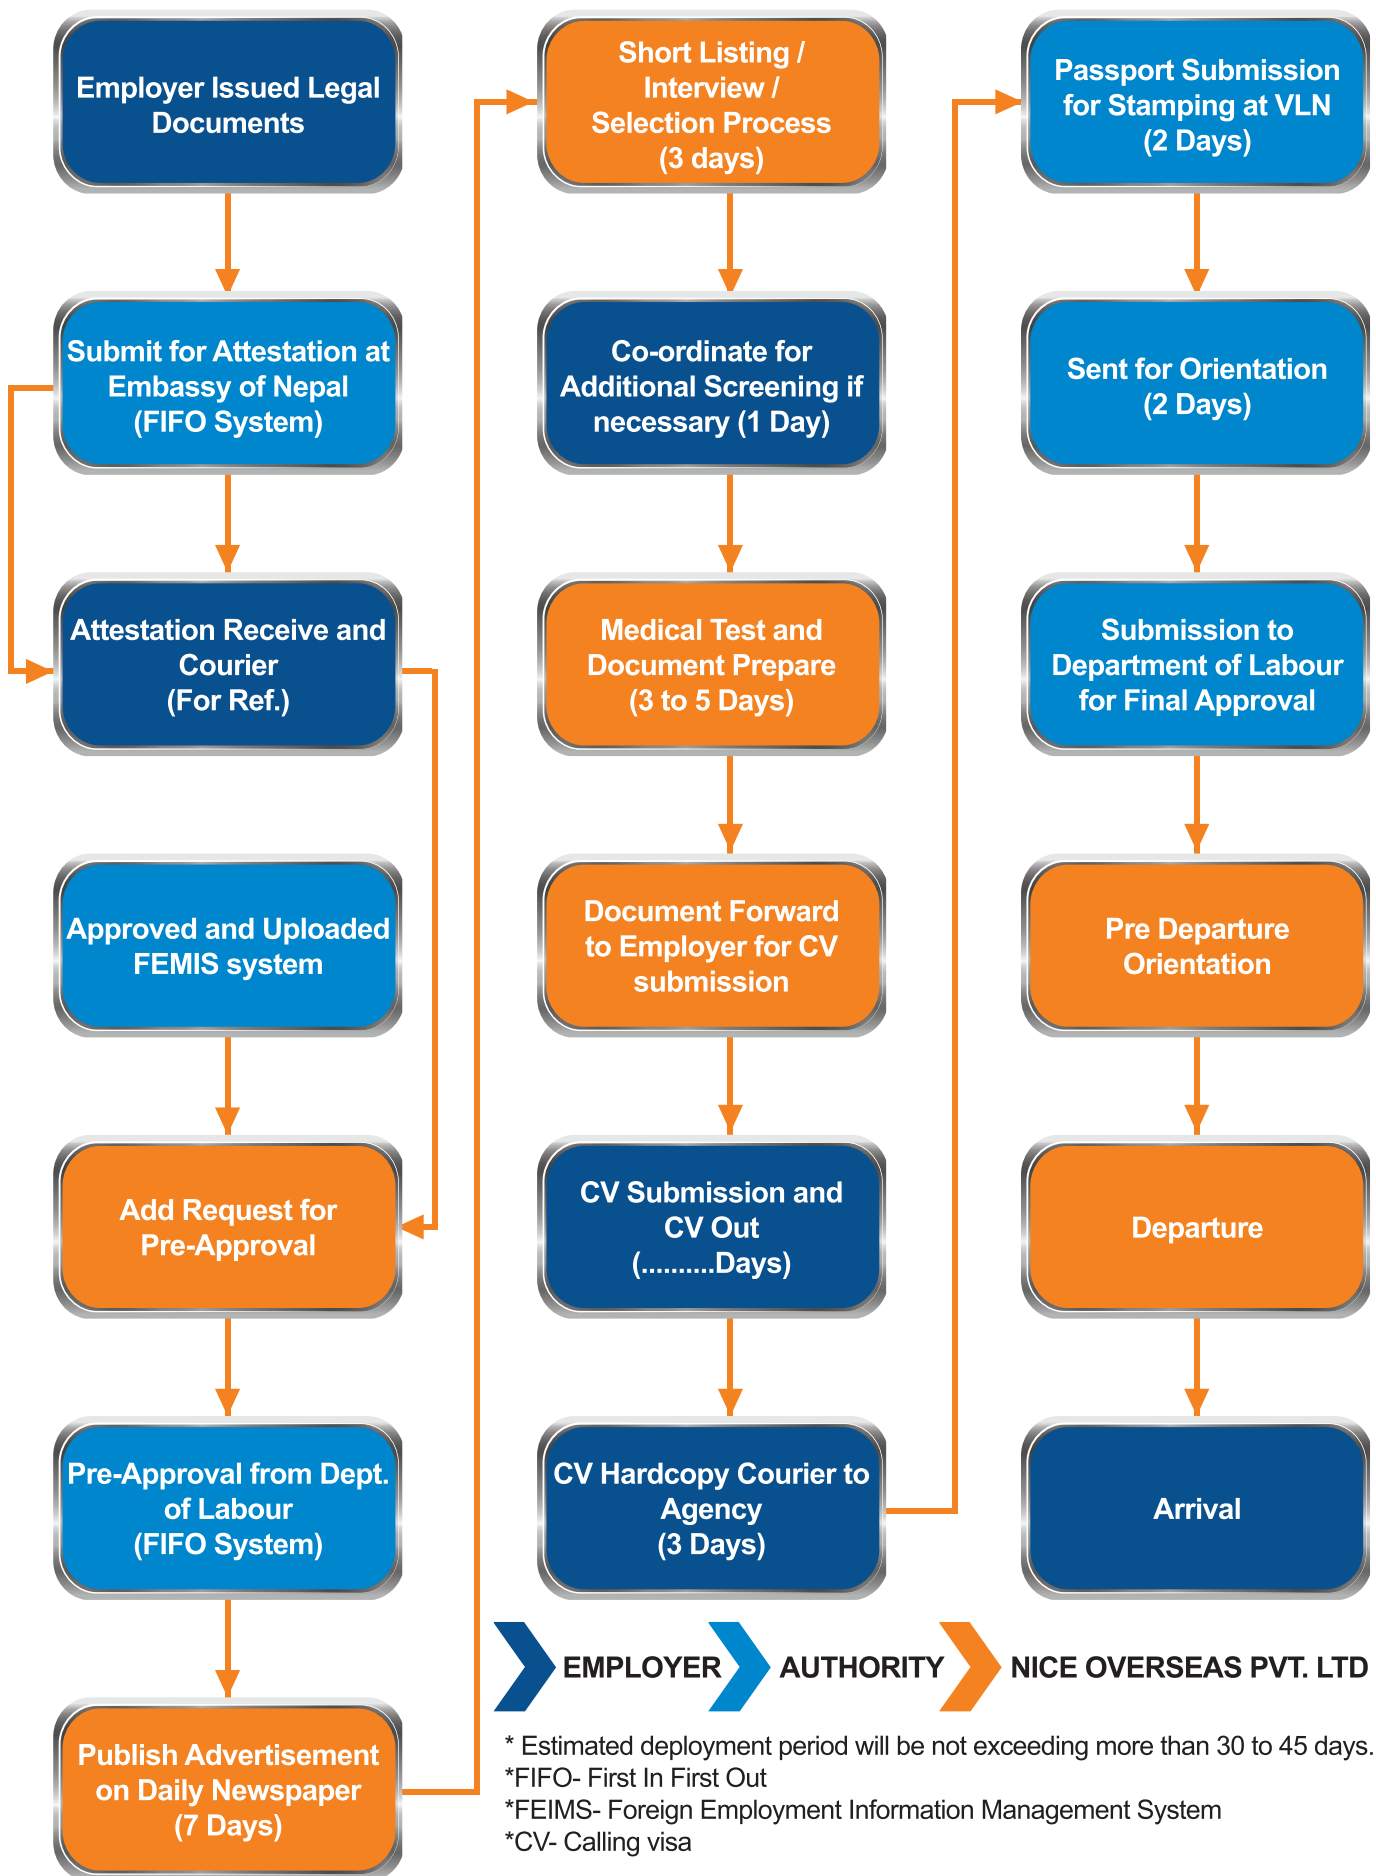 Employer Issued Legal
Documents
Submit for Attestation at
Embassy of Nepal
(FIFO System)
Attestation Receive and
Courier
(For Ref.)
Approved and Uploaded
FEMIS system
Add Request for
Pre-Approval
Pre-Approval from Dept.
of Labour
(FIFO System)
Publish Advertisement
on Daily Newspaper
(7 Days)
Short Listing /
Interview /
Selection Process
(3 days)
Co-ordinate for
Additional Screening if
necessary (1 Day)
Medical Test and
Document Prepare
(3 to 5 Days)
Document Forward
to Employer for CV
submission
CV Submission and
CV Out
(..........Days)
CV Hardcopy Courier to
Agency
(3 Days)
Passport Submission
for Stamping at VLN
(2 Days)
Sent for Orientation
(2 Days)
Submission to
Department of Labour
for Final Approval
Pre Departure
Orientation
Departure
Arrival
EMPLOYER
AUTHORITY
NICE OVERSEAS PVT. LTD
* Estimated deployment period will be not exceeding more than 30 to 45 days.
*FIFO- First In First Out
*FEIMS- Foreign Employment Information Management System
*CV- Calling visa